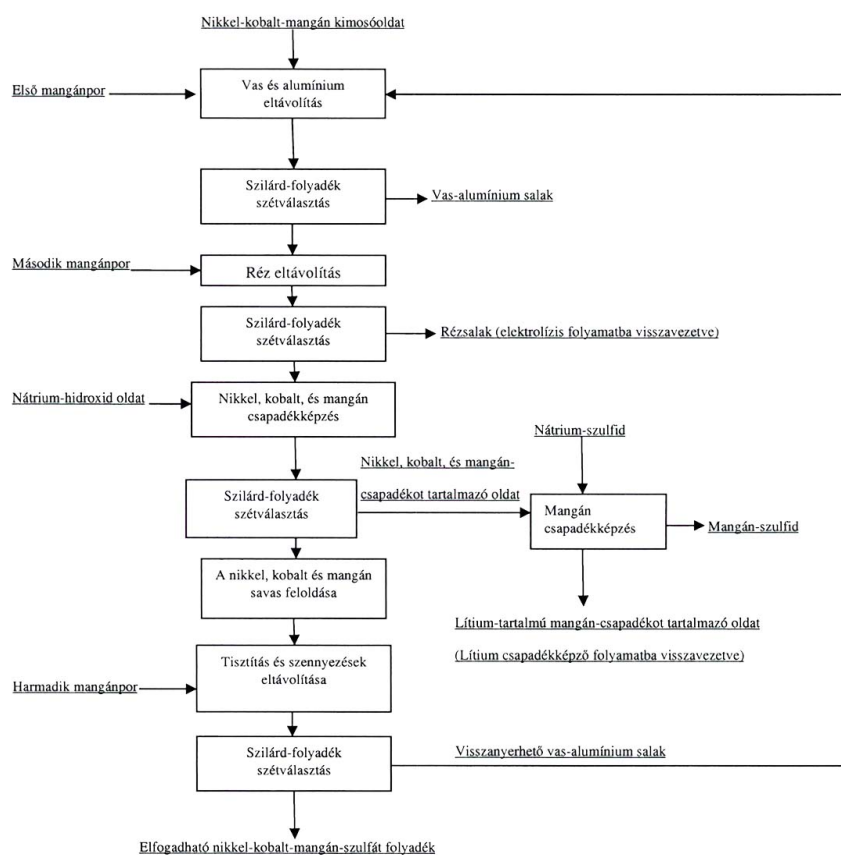 Nikkel-kobalt-mangán kimosóoldat
Első mangánpor
Vas és alumínium
eltávolítás
Szilárd-folyadék
szétválasztás
Vas-alumínium salak
Második mangánpor
Réz eltávolítás
Szilárd-folyadék
szétválasztás
Rézsalak (elektrolízis folyamatba visszavezetve)
Nátrium-hidroxid oldat
Nikkel, kobalt, és mangán
csapadékképzés
Nátrium-szulfid
Nikkel, kobalt, és mangán-
csapadékot tartalmazó oldat
Szilárd-folyadék
szétválasztás
Mangán
csapadékképzés
Mangán-szulfid
A nikkel, kobalt és mangán
savas feloldása
Lítium-tartalmú mangán-csapadékot tartalmazó oldat
(Lítium csapadékképző folyamatba visszavezetve)
Tisztítás és szennyezések
eltávolítása
Harmadik mangánpor
Szilárd-folyadék
szétválasztás
Visszanyerhető vas-alumínium salak
Elfogadható nikkel-kobalt-mangán-szulfát folyadék